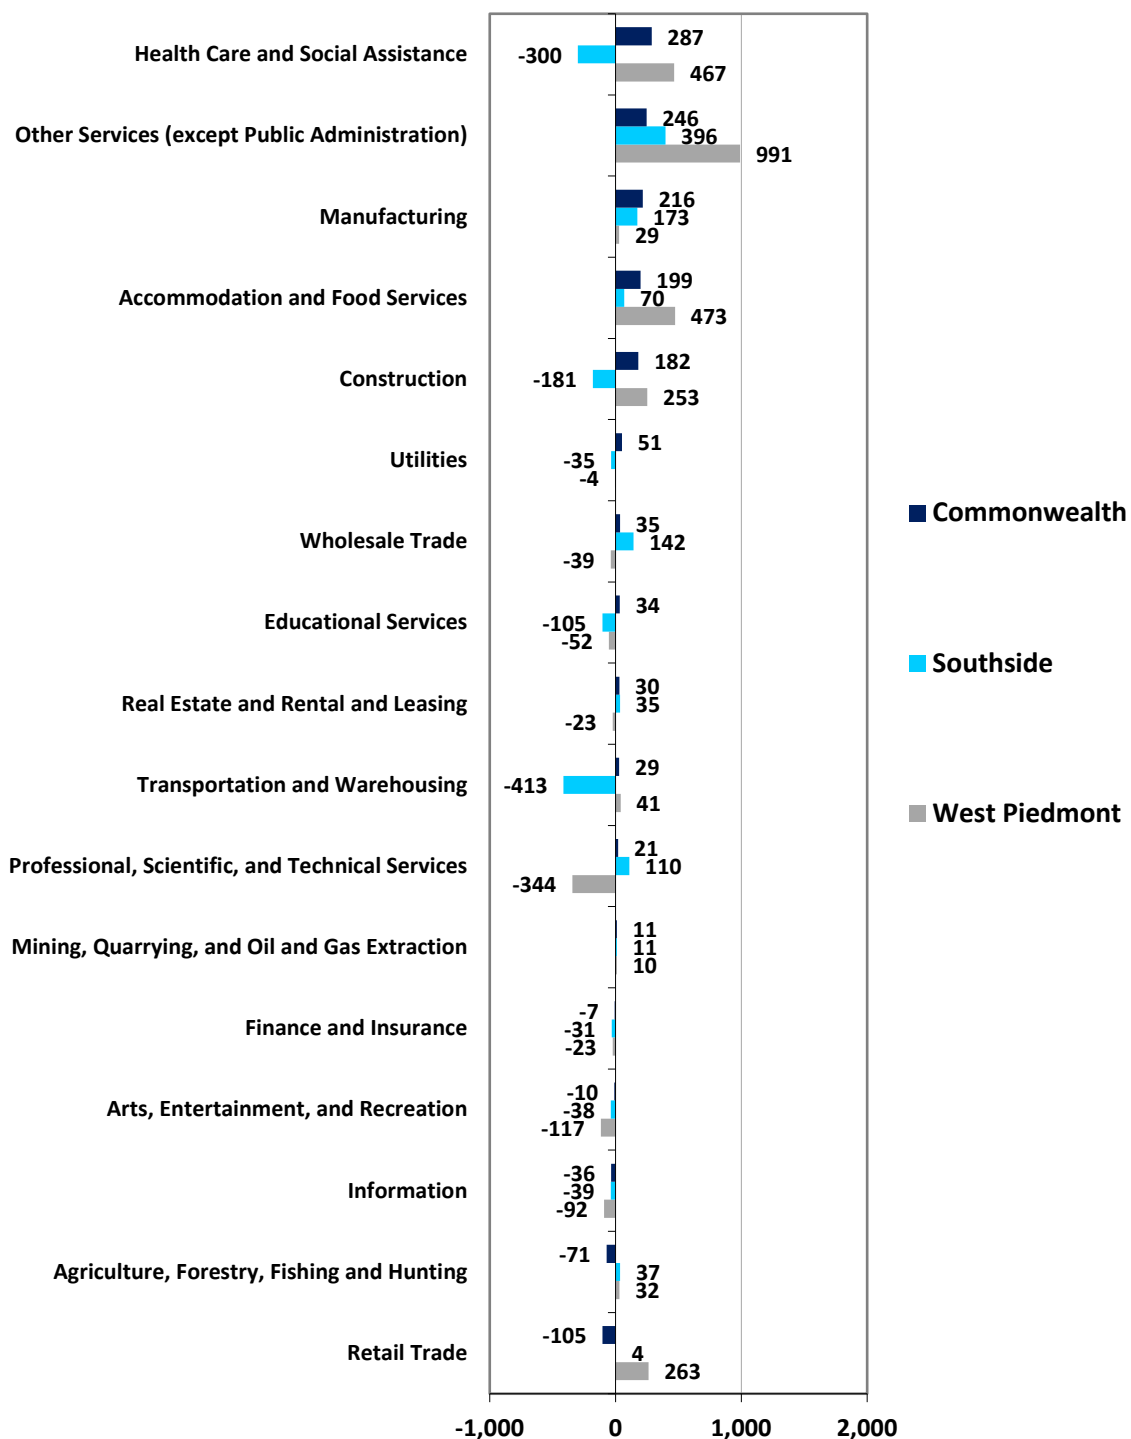 Health Care and Social Assistance
287
-300
467
Other Services (except Public Administration)
246
396
991
Manufacturing
216
173
29
Accommodation and Food Services
199
70
473
Construction
182
-181
253
Utilities
51
-35
-4
Wholesale Trade
35
142
-39
Educational Services
34
-105
-52
Real Estate and Rental and Leasing
30
35
-23
Transportation and Warehousing
29
-413
41
Professional, Scientific, and Technical Services
21
110
-344
Mining, Quarrying, and Oil and Gas Extraction
11
11
10
Finance and Insurance
-7
-31
-23
Arts, Entertainment, and Recreation
-10
-38
-117
Information
-36
-39
-92
Agriculture, Forestry, Fishing and Hunting
-71
37
32
Retail Trade
-105
4
263
-1,000 0 1,000 2,000
Commonwealth
Southside
West Piedmont